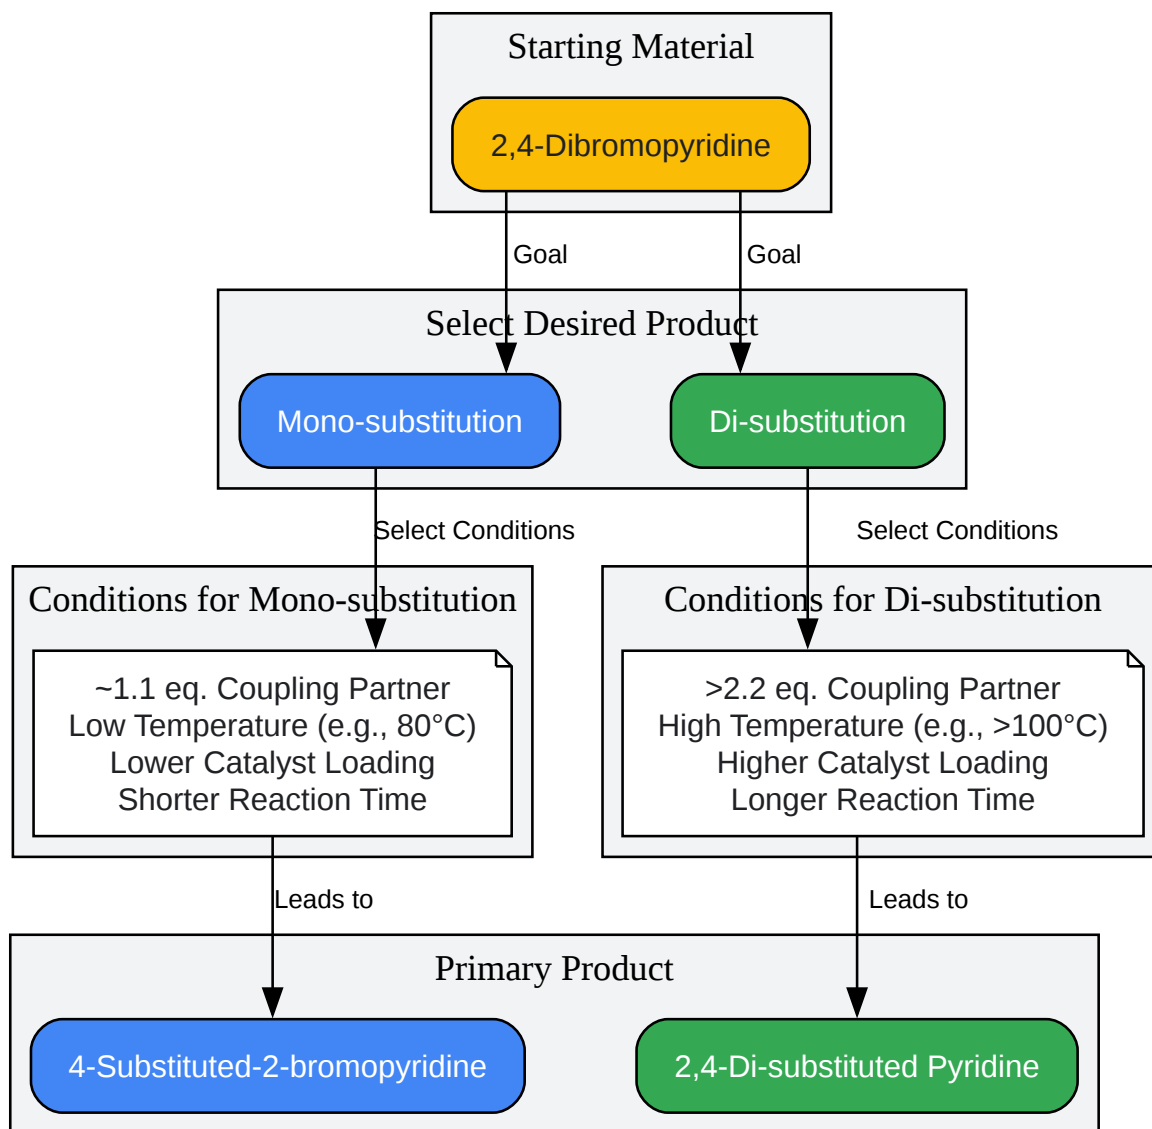 Starting Material
2,4-Dibromopyridine
Goal
Goal
Select Desired Product
Mono-substitution
Di-substitution
Select Conditions
Select Conditions
Conditions for Mono-substitution
~1.1 eq. Coupling Partner
Low Temperature (e.g., 80°C)
Lower Catalyst Loading
Shorter Reaction Time
Conditions for Di-substitution
>2.2 eq. Coupling Partner
High Temperature (e.g., >100°C)
Higher Catalyst Loading
Longer Reaction Time
Leads to
Leads to
Primary Product
4-Substituted-2-bromopyridine
2,4-Di-substituted Pyridine